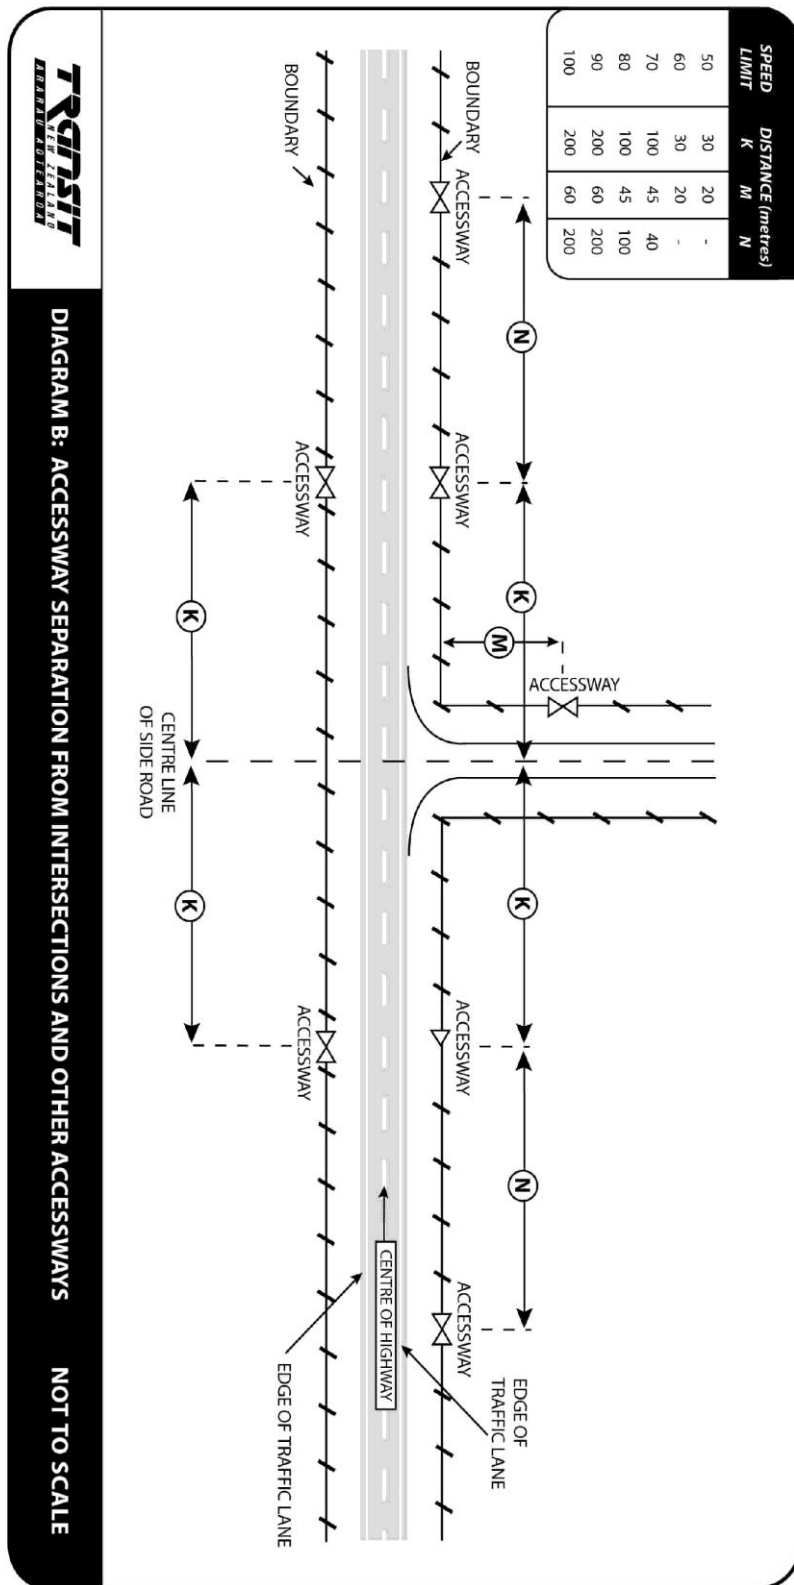 SPEED LIMIT DISTANCE (metres)
K M N
50 30 20 -
60 30 20 -
70 100 45 40
80 100 45 100
90 200 60 200
100 200 60 200
N
K
K
N
M
BOUNDARY
ACCESSWAY
ACCESSWAY
ACCESSWAY
ACCESSWAY
ACCESSWAY
EDGE OF
TRAFFIC LANE
CENTRE OF HIGHWAY
BOUNDARY
ACCESSWAY
ACCESSWAY
EDGE OF TRAFFIC LANE
K
K
CENTRE LINE
OF SIDE ROAD
TRANSIT
NEW ZEALAND
ARARAU AOTEAROA
DIAGRAM B: ACCESSWAY SEPARATION FROM INTERSECTIONS AND OTHER ACCESSWAYS NOT TO SCALE